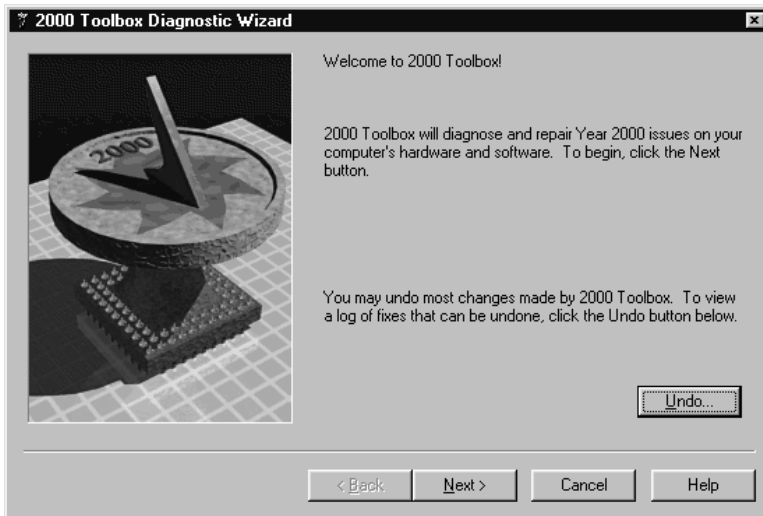 2000 Toolbox Diagnostic Wizard
Welcome to 2000 Toolbox!
2000
2000 Toolbox will diagnose and repair Year 2000 issues on your
computer's hardware and software. To begin, click the Next
button.
You may undo most changes made by 2000 Toolbox. To view
a log of fixes that can be undone, click the Undo button below.
Undo...
< Back
Next >
Cancel
Help